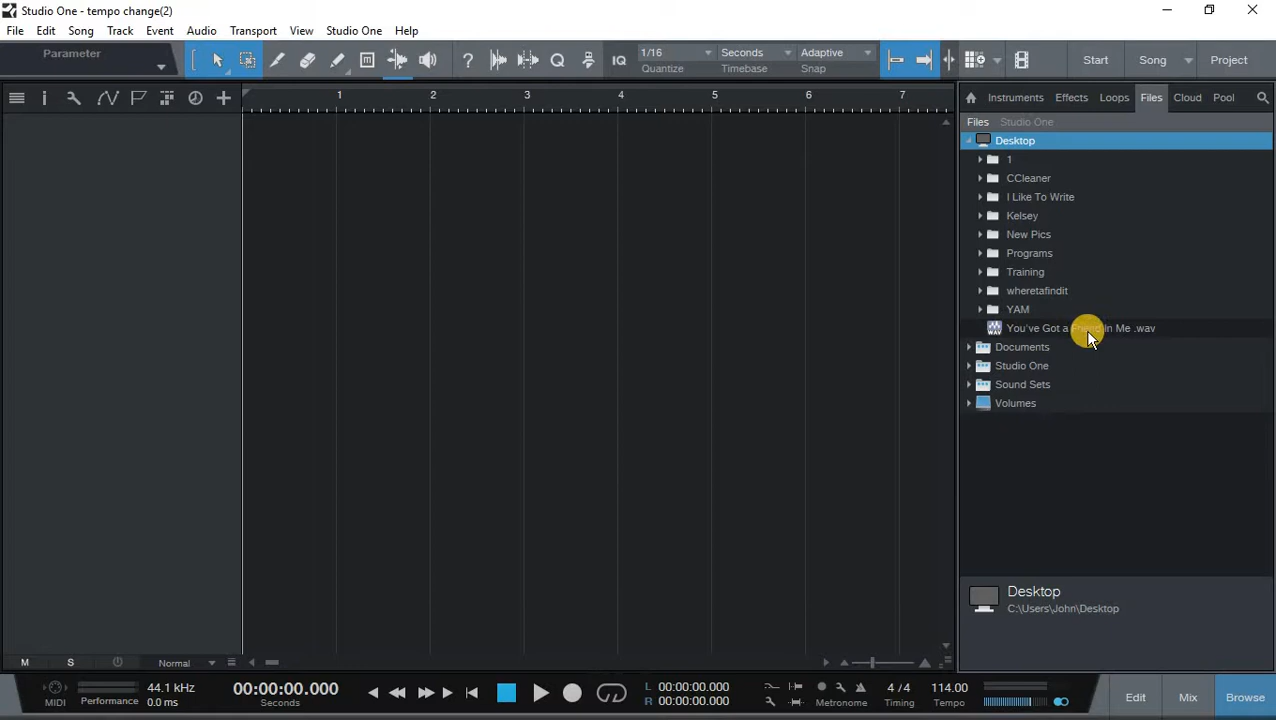 Studio One - tempo change(2)
File Edit Song Track Event Audio Transport View Studio One Help
Parameter
IQ
1/16 Seconds Adaptive
Quantize Timebase Snap
Start Song Project
1 2 3 4 5 6 7
Instruments Effects Loops Files Cloud Pool
Files Studio One
Desktop
1
CCleaner
I Like To Write
Kelsey
New Pics
Programs
Training
wheretafindit
YAM
You've Got a Friend in Me .wav
Documents
Studio One
Sound Sets
Volumes
Desktop
C:\Users\John\Desktop
M S Normal
MIDI
Performance
44.1 kHz
0.0 ms
00:00:00.000
Seconds
L 00:00:00.000
R 00:00:00.000
Metronome
4 / 4
Timing
114.00
Tempo
Edit Mix Browse